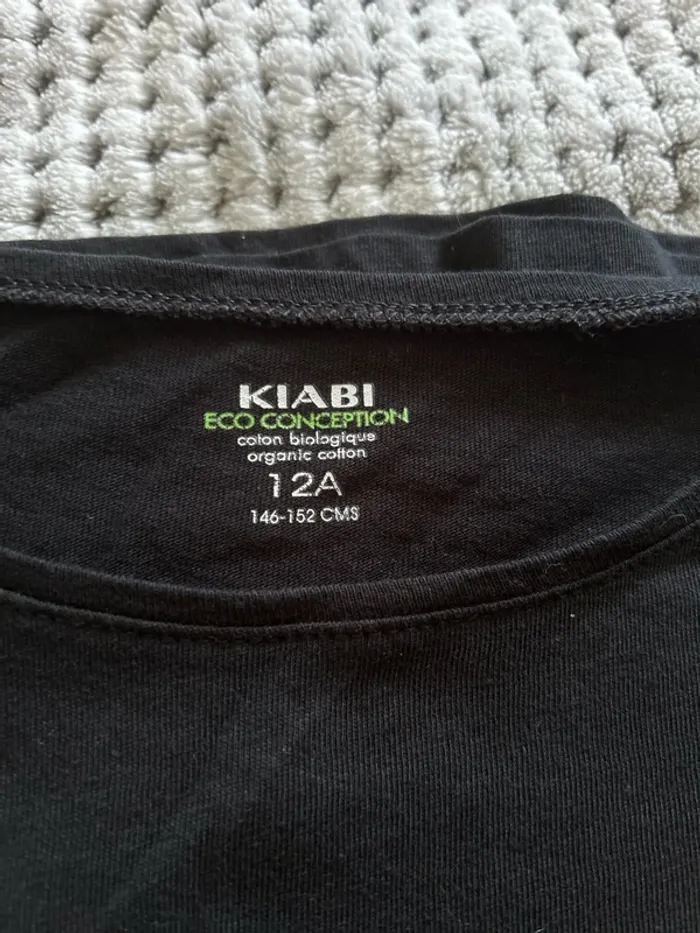 KIABI
ECO CONCEPTION
coton biologique
organic cotton
12A
146-152 CMS